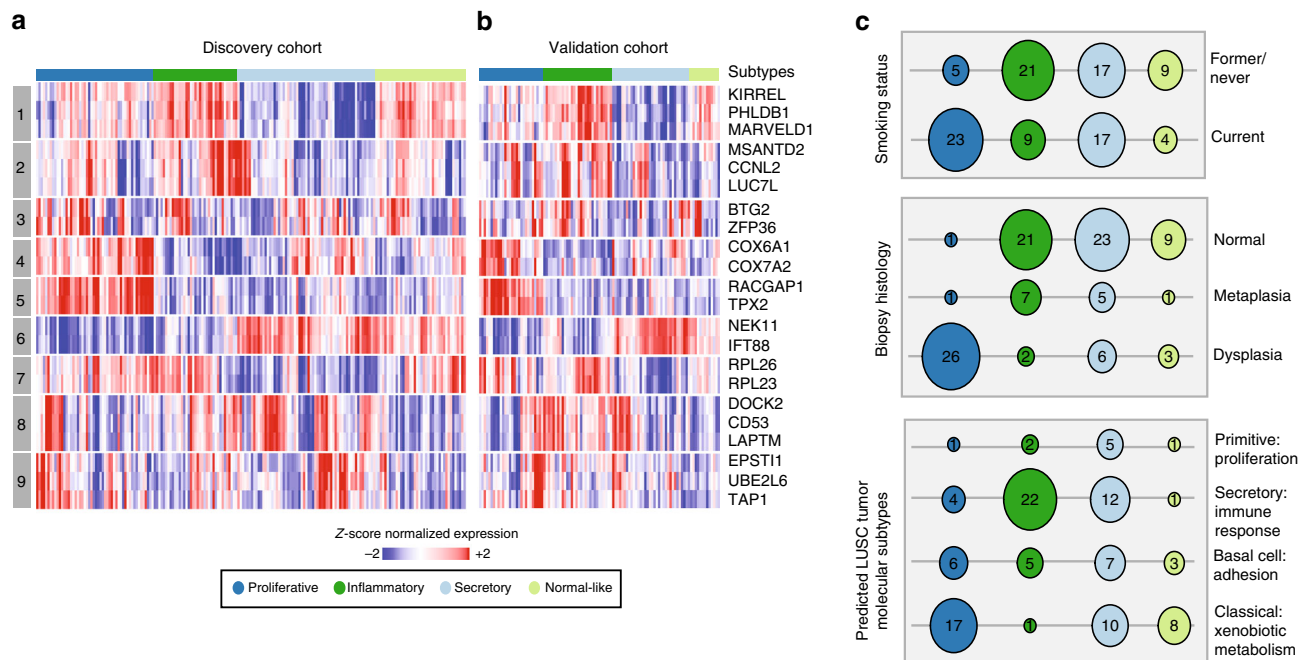 a
Discovery cohort
b
Validation cohort
Subtypes
1
2
3
4
5
6
7
8
9
KIRREL
PHLDB1
MARVELD1
MSANTD2
CCNL2
LUC7L
BTG2
ZFP36
COX6A1
COX7A2
RACGAP1
TPX2
NEK11
IFT88
RPL26
RPL23
DOCK2
CD53
LAPTM
EPSTI1
UBE2L6
TAP1
Z-score normalized expression
−2 +2
Proliferative Inflammatory Secretory Normal-like
c
Smoking status
5 21 17 9 Former/
never
23 9 17 4 Current
Biopsy histology
1 21 23 9 Normal
1 7 5 1 Metaplasia
26 2 6 3 Dysplasia
Predicted LUSC tumor
molecular subtypes
1 2 5 1 Primitive:
proliferation
4 22 12 1 Secretory:
immune
response
6 5 7 3 Basal cell:
adhesion
17 1 10 8 Classical:
xenobiotic
metabolism